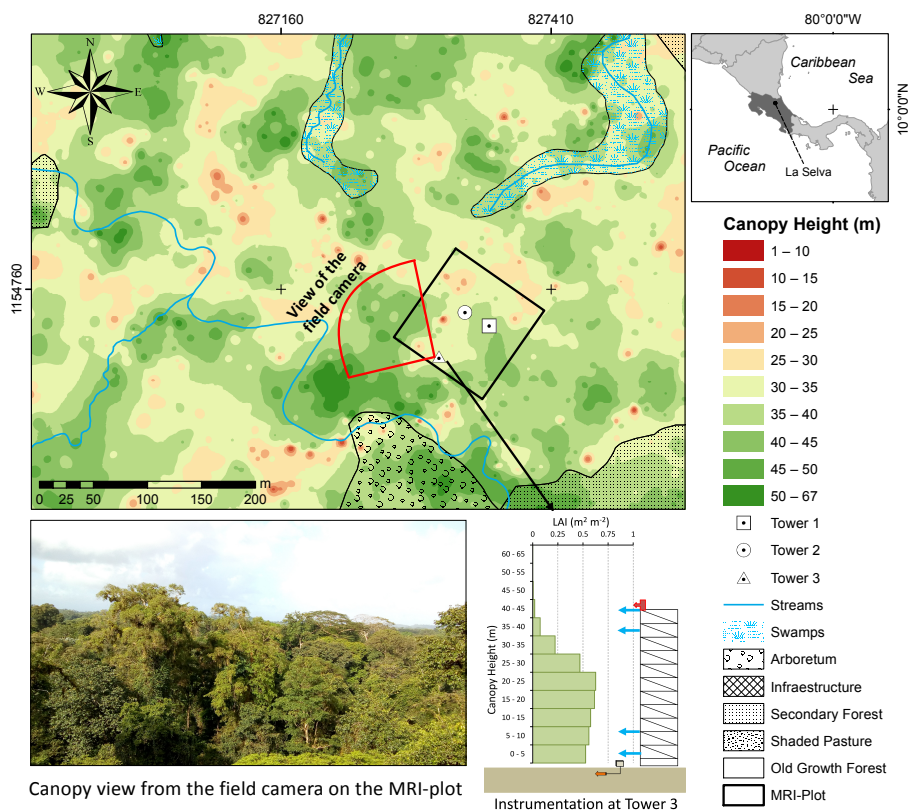 827160
827410
80°0'0"W
N
W
E
S
1154760
View of the
field camera
m
0 25 50 100 150 200
Caribbean
Sea
Pacific
Ocean
La Selva
10°0'0"N
Canopy Height (m)
1 – 10
10 – 15
15 – 20
20 – 25
25 – 30
30 – 35
35 – 40
40 – 45
45 – 50
50 – 67
Tower 1
Tower 2
Tower 3
Streams
Swamps
Arboretum
Infraestructure
Secondary Forest
Shaded Pasture
Old Growth Forest
MRI-Plot
Canopy view from the field camera on the MRI-plot
LAI (m² m⁻²)
0 0.25 0.5 0.75 1
Canopy Height (m)
60 - 65
50 - 55
45 - 50
40 - 45
35 - 40
30 - 35
25 - 30
20 - 25
15 - 20
10 - 15
5 - 10
0 - 5
Instrumentation at Tower 3